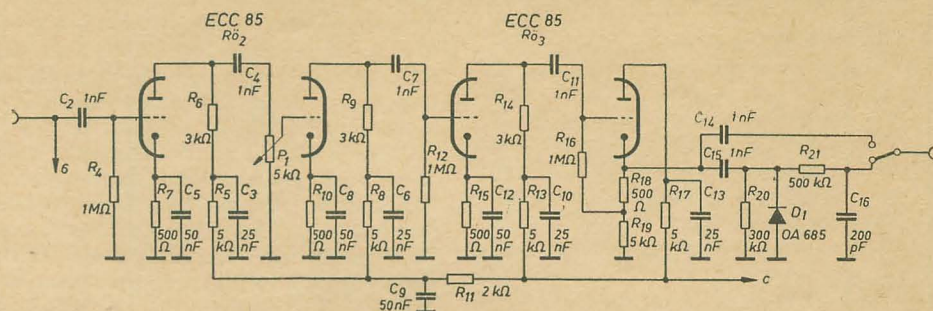 ECC 85
Rö2
ECC 85
Rö3
C2
1nF
6
R4
1MΩ
R7
500
Ω
C5
50
nF
R6
3kΩ
R5
5
kΩ
C3
25
nF
C4
1nF
P1
5kΩ
R10
500
Ω
C8
50
nF
R9
3kΩ
R8
5
kΩ
C6
25
nF
C7
1nF
R12
1MΩ
R15
500
Ω
C12
50
nF
R14
3kΩ
R13
5
kΩ
C10
25
nF
C11
1nF
R16
1MΩ
R18
500
Ω
R19
5kΩ
R17
5
kΩ
C13
25
nF
C14
1nF
C15
1nF
R20
300
kΩ
D1
OA 685
R21
500 kΩ
C16
200
pF
C9
50nF
R11
2kΩ
c